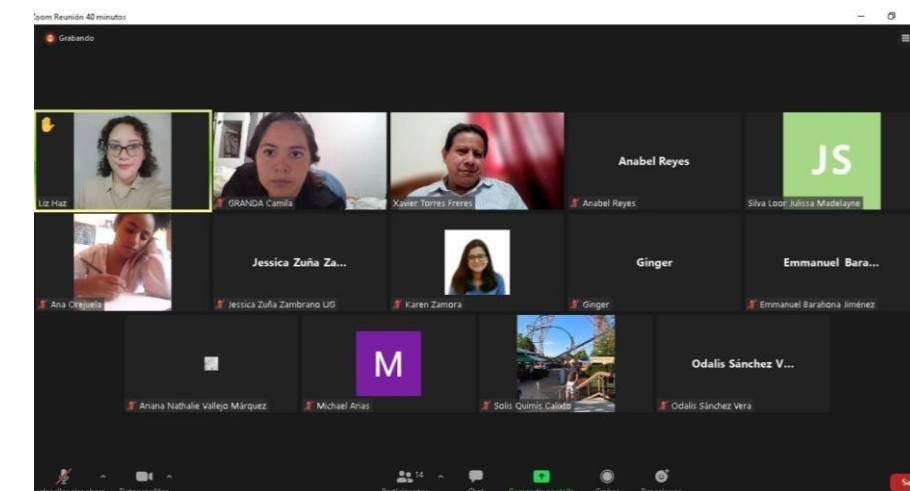 Zoom Reunión 40 minutos
Grabando
Liz Haz
GRANDA Camila
Xavier Torres Freres
Anabel Reyes
Anabel Reyes
JS
Silva Loor Julissa Madelayne
Ana Orejuela
Jessica Zuña Za...
Jessica Zuña Zambrano UG
Karen Zamora
Ginger
Ginger
Emmanuel Bara...
Emmanuel Barahona Jiménez
Ariana Nathalie Vallejo Márquez
M
Michael Arias
Solis Quimis Calixto
Odalis Sánchez V...
Odalis Sánchez Vera
14